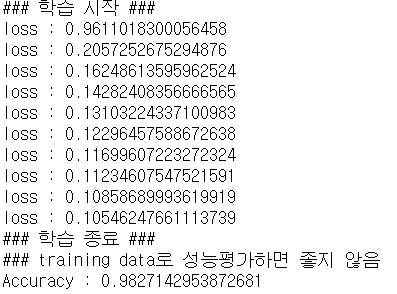 ### 학습 시작 ###
loss : 0.9611018300056458
loss : 0.2057252675294876
loss : 0.16248613595962524
loss : 0.14282408356666565
loss : 0.13103224337100983
loss : 0.12296457588672638
loss : 0.11699607223272324
loss : 0.11234607547521591
loss : 0.10858689993619919
loss : 0.10546247661113739
### 학습 종료 ###
### training data로 성능평가하면 좋지 않음
Accuracy : 0.9827142953872681